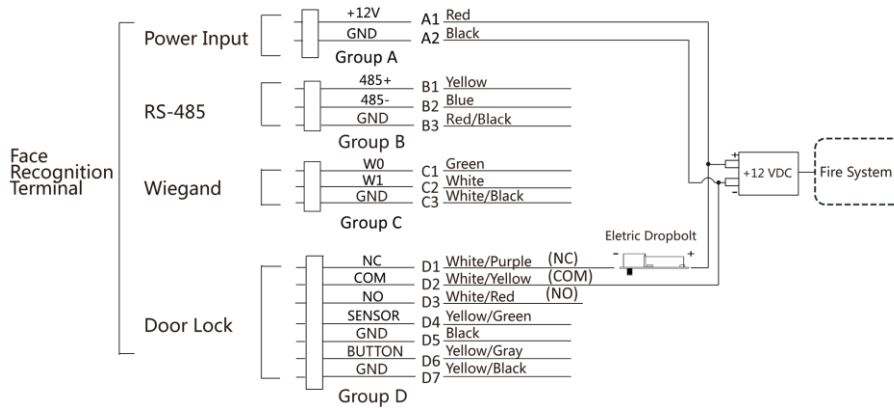 Face
Recognition
Terminal
Power Input
+12V A1 Red
GND A2 Black
Group A
RS-485
485+ B1 Yellow
485- B2 Blue
GND B3 Red/Black
Group B
Wiegand
W0 C1 Green
W1 C2 White
GND C3 White/Black
Group C
Door Lock
NC D1 White/Purple (NC)
COM D2 White/Yellow (COM)
NO D3 White/Red (NO)
SENSOR D4 Yellow/Green
GND D5 Black
BUTTON D6 Yellow/Gray
GND D7 Yellow/Black
Group D
Eletric Dropbolt
- +
+
+12 VDC
-
Fire System